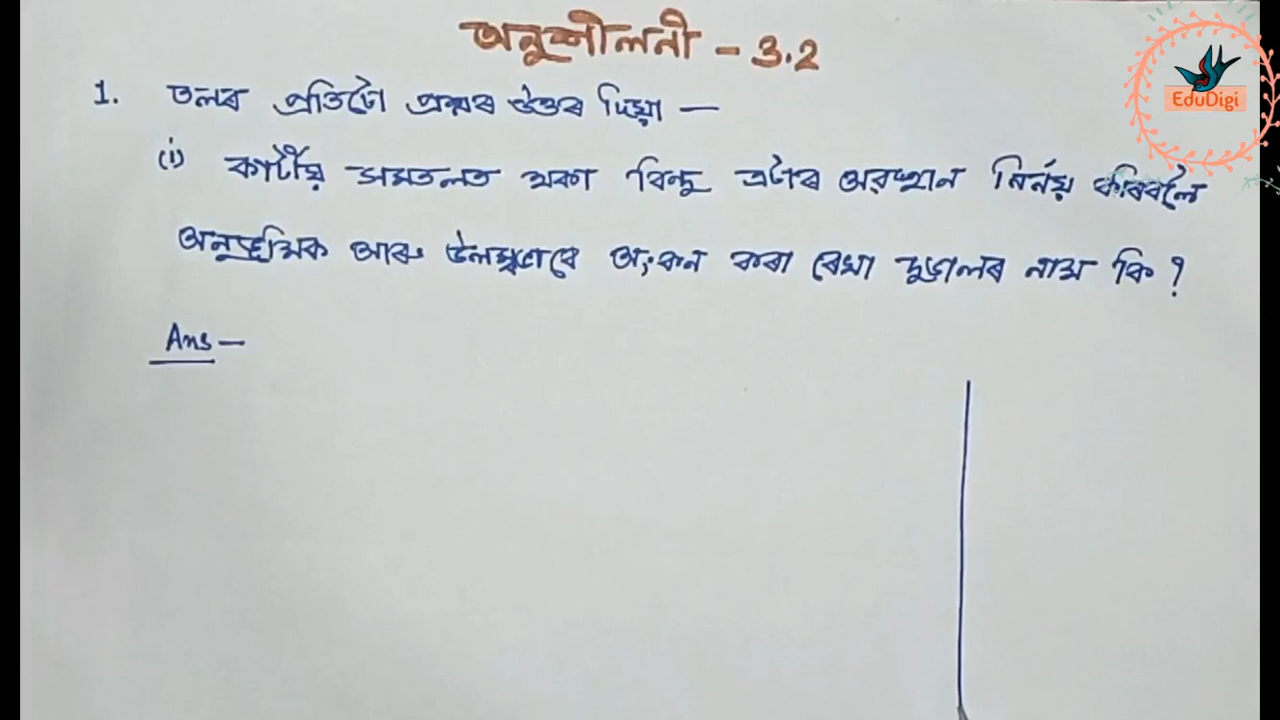 অনুশীলনী - 3.2
EduDigi
1. তলৰ প্ৰতিটো প্ৰশ্নৰ উত্তৰ দিয়া —
(i) কাৰ্টীয় সমতলত থকা বিন্দু এটাৰ অৱস্থান নিৰ্নয় কৰিবলৈ
অনুভূমিক আৰু উলম্বভাবে অংকন কৰা ৰেখা দুডালৰ নাম কি ?
Ans —